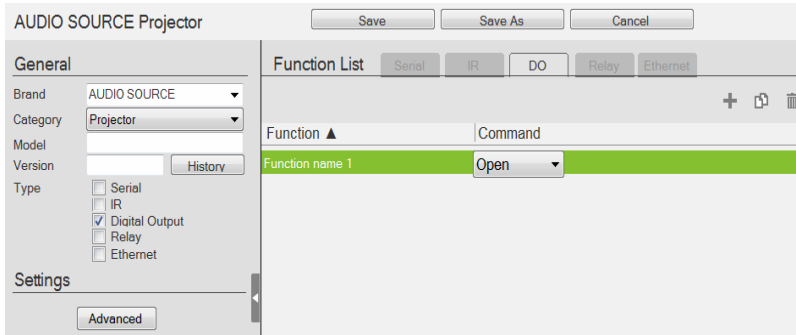 AUDIO SOURCE Projector
Save
Save As
Cancel
General
Brand
AUDIO SOURCE
Category
Projector
Model
Version
History
Type
Serial
IR
Digital Output
Relay
Ethernet
Settings
Advanced
Function List
Serial
IR
DO
Relay
Ethernet
Function ▲
Command
Function name 1
Open